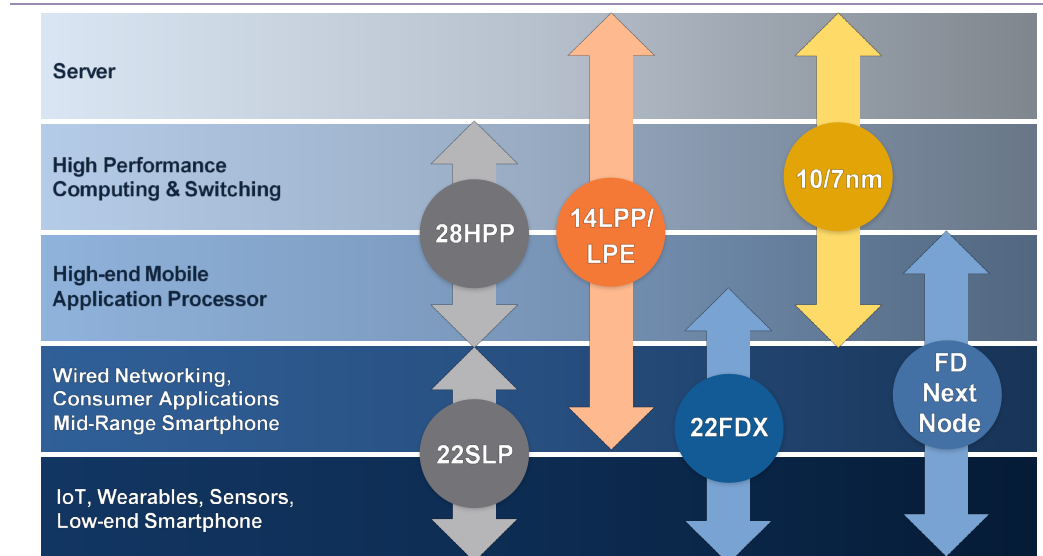 Server
High Performance
Computing & Switching
High-end Mobile
Application Processor
Wired Networking,
Consumer Applications
Mid-Range Smartphone
IoT, Wearables, Sensors,
Low-end Smartphone
28HPP
22SLP
14LPP/
LPE
22FDX
10/7nm
FD
Next
Node